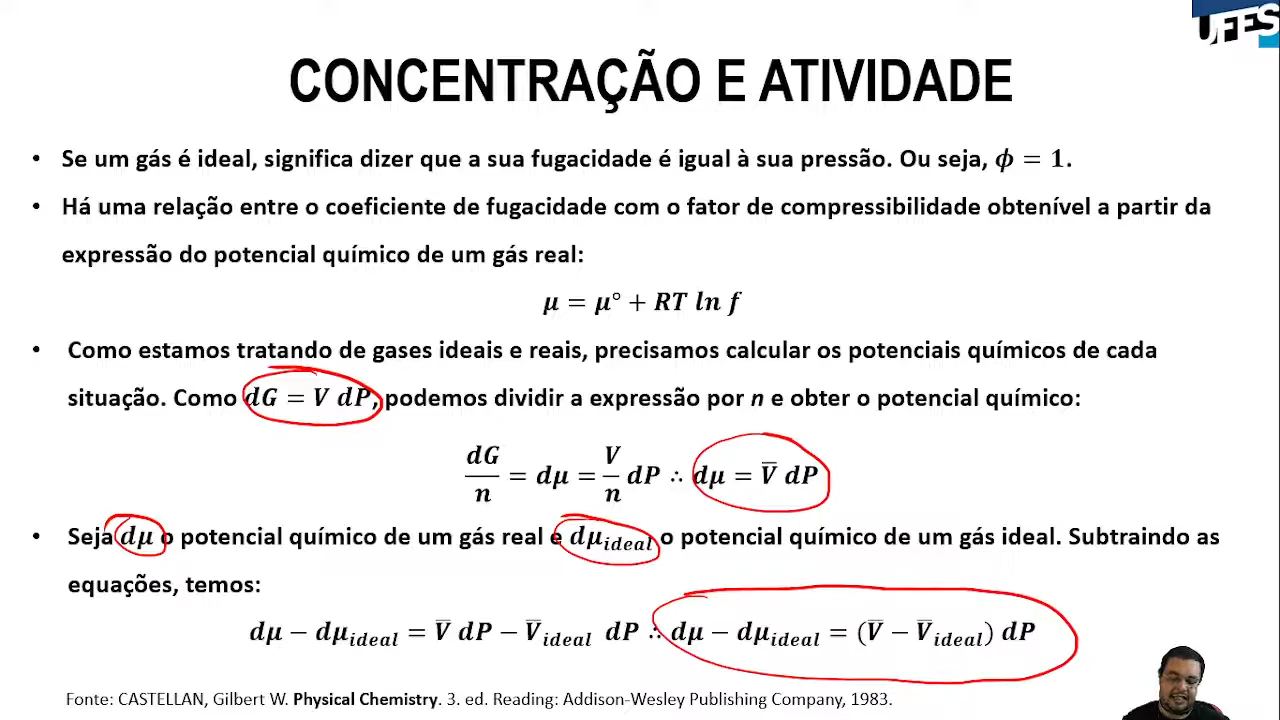 UFES
CONCENTRAÇÃO E ATIVIDADE
• Se um gás é ideal, significa dizer que a sua fugacidade é igual à sua pressão. Ou seja, ϕ = 1.
• Há uma relação entre o coeficiente de fugacidade com o fator de compressibilidade obtenível a partir da
expressão do potencial químico de um gás real:
μ = μ° + RT ln f
• Como estamos tratando de gases ideais e reais, precisamos calcular os potenciais químicos de cada
situação. Como dG = V dP, podemos dividir a expressão por n e obter o potencial químico:
dG/n = dμ = V/n dP ∴ dμ = V̅ dP
• Seja dμ o potencial químico de um gás real e dμ_ideal o potencial químico de um gás ideal. Subtraindo as
equações, temos:
dμ − dμ_ideal = V̅ dP − V̅_ideal dP ∴ dμ − dμ_ideal = (V̅ − V̅_ideal) dP
Fonte: CASTELLAN, Gilbert W. Physical Chemistry. 3. ed. Reading: Addison-Wesley Publishing Company, 1983.